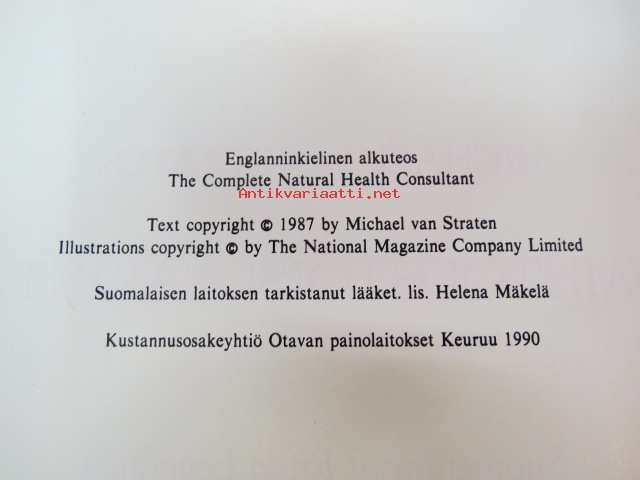 Englanninkielinen alkuteos
The Complete Natural Health Consultant
Antikvariaatti.net
Text copyright © 1987 by Michael van Straten
Illustrations copyright © by The National Magazine Company Limited
Suomalaisen laitoksen tarkistanut lääket. lis. Helena Mäkelä
Kustannusosakeyhtiö Otavan painolaitokset Keuruu 1990